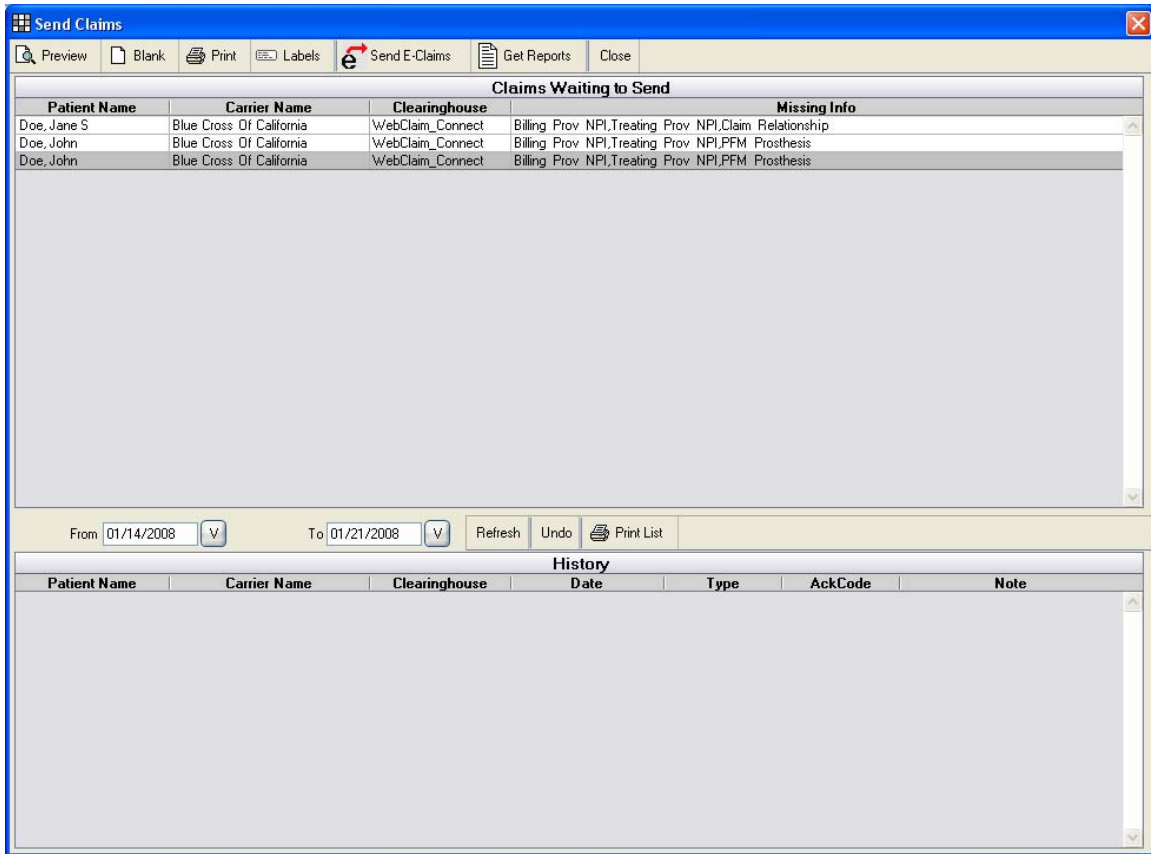 Send Claims
Preview Blank Print Labels Send E-Claims Get Reports Close
Claims Waiting to Send
Patient Name Carrier Name Clearinghouse Missing Info
Doe, Jane S Blue Cross Of California WebClaim_Connect Billing Prov NPI,Treating Prov NPI,Claim Relationship
Doe, John Blue Cross Of California WebClaim_Connect Billing Prov NPI,Treating Prov NPI,PFM Prosthesis
Doe, John Blue Cross Of California WebClaim_Connect Billing Prov NPI,Treating Prov NPI,PFM Prosthesis
From 01/14/2008 V To 01/21/2008 V Refresh Undo Print List
History
Patient Name Carrier Name Clearinghouse Date Type AckCode Note